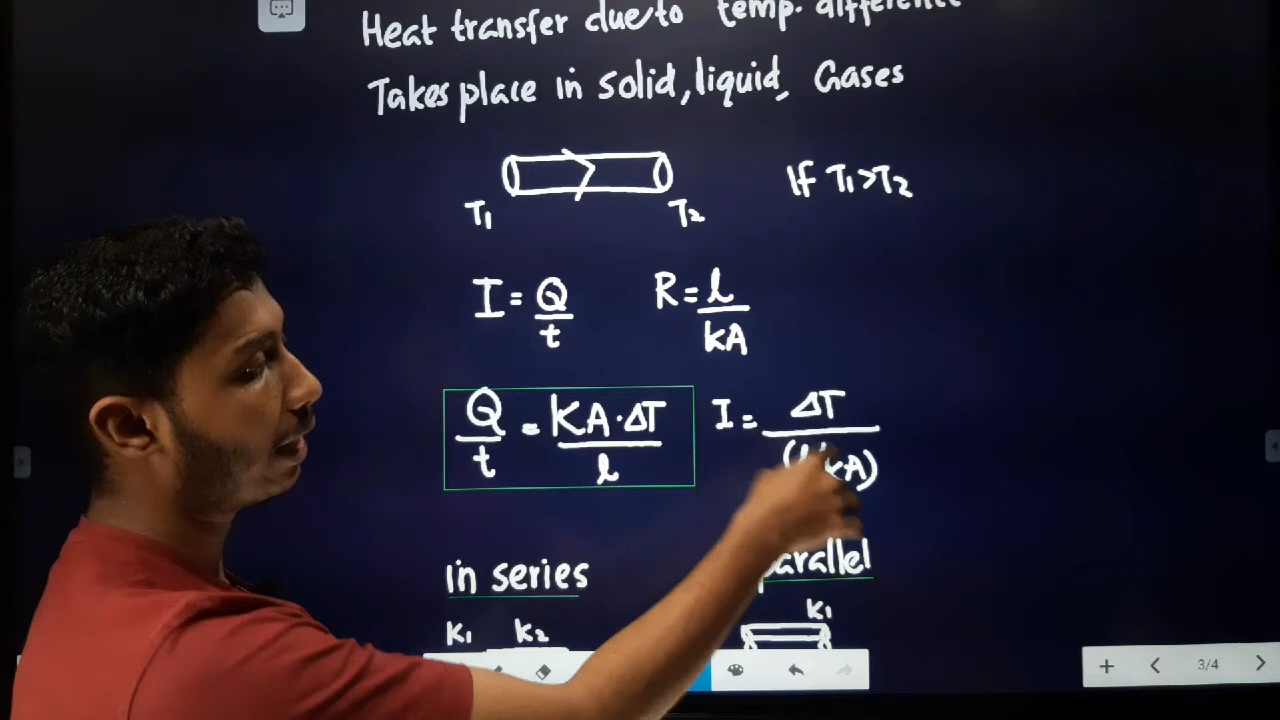 Heat transfer due to temp. difference
Takes place in solid, liquid, Gases
T₁ T₂ If T₁>T₂
I = Q/t R = l/kA
Q/t = KA·ΔT/l I = ΔT/(l/kA)
In series parallel
K₁ K₂ K₁
3/4